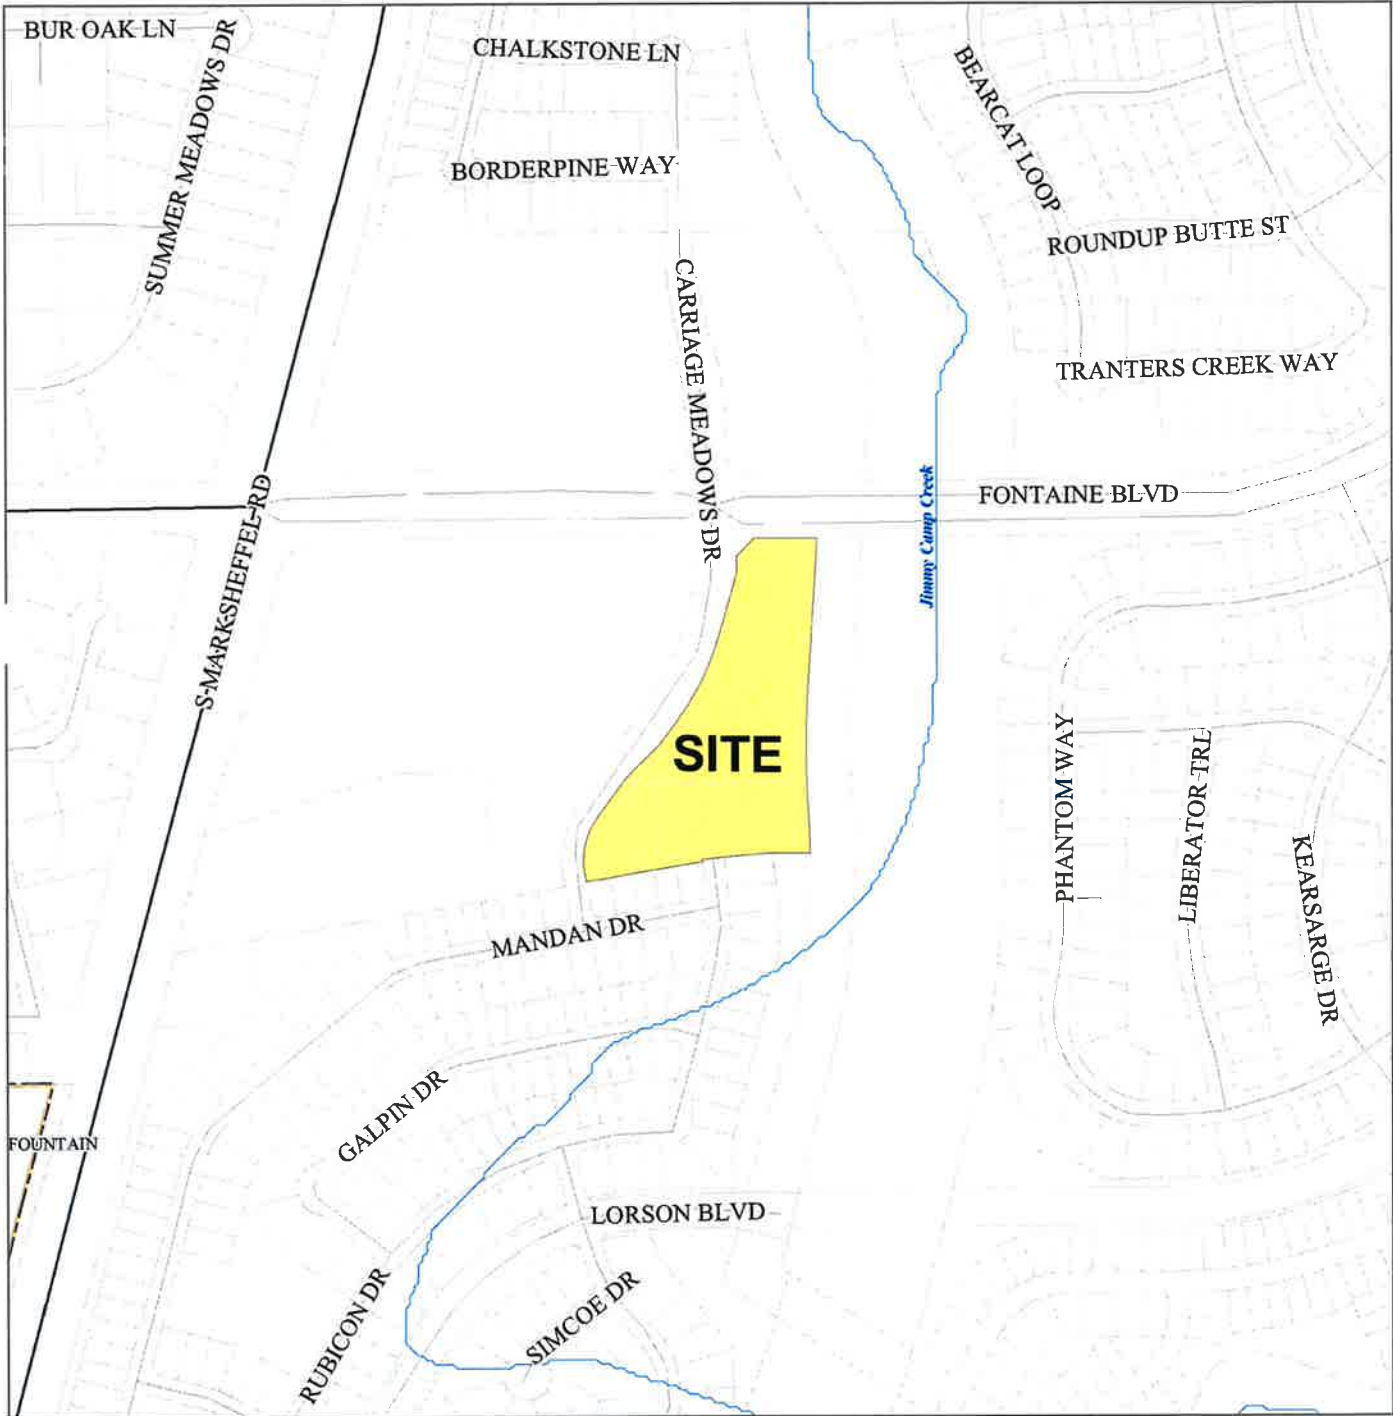 BUR OAK LN
SUMMER MEADOWS DR
CHALKSTONE LN
BORDERPINE WAY
BEARCAT LOOP
ROUNDUP BUTTE ST
TRANTERS CREEK WAY
CARRIAGE MEADOWS DR
FONTAINE BLVD
Jimmy Camp Creek
S MARKSHEFFEL RD
SITE
PHANTOM WAY
LIBERATOR TRL
KEARSARGE DR
MANDAN DR
GALPIN DR
FOUNTAIN
LORSON BLVD
RUBICON DR
SIMCOE DR